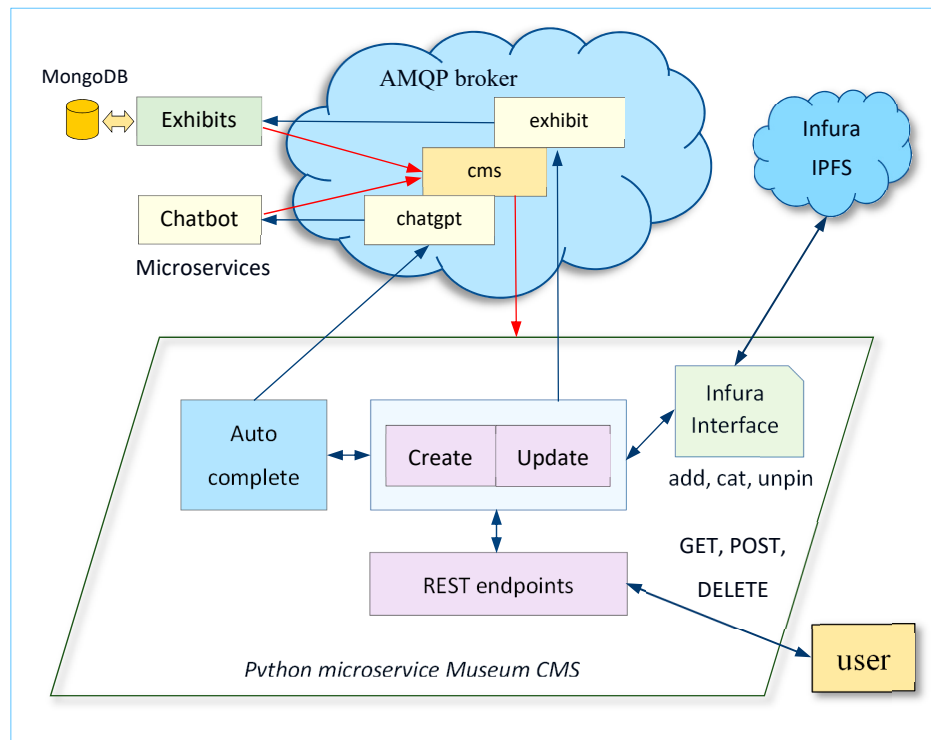 AMQP broker
MongoDB
Exhibits
exhibit
Infura
IPFS
cms
Chatbot
chatgpt
Microservices
Auto
complete
Create
Update
Infura
Interface
add, cat, unpin
GET, POST,
DELETE
REST endpoints
user
Python microservice Museum CMS